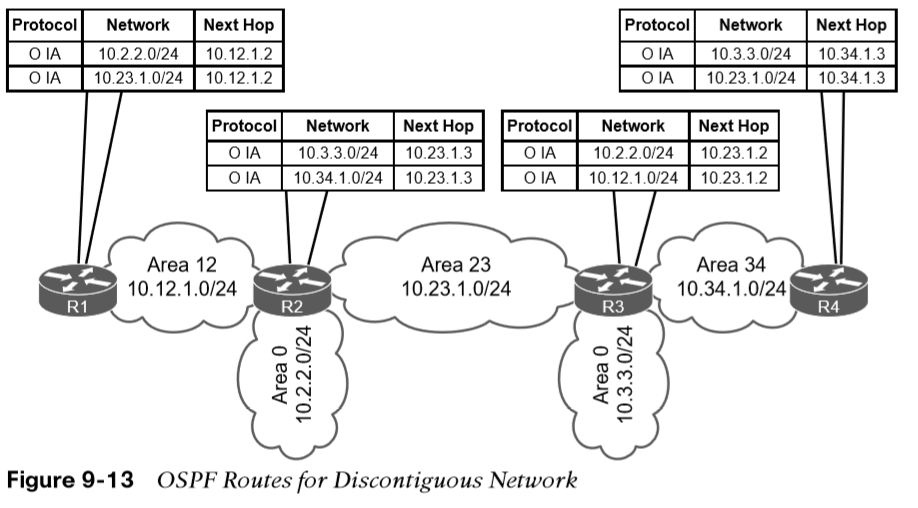 Protocol Network Next Hop
O IA 10.2.2.0/24 10.12.1.2
O IA 10.23.1.0/24 10.12.1.2
Protocol Network Next Hop
O IA 10.3.3.0/24 10.34.1.3
O IA 10.23.1.0/24 10.34.1.3
Protocol Network Next Hop
O IA 10.3.3.0/24 10.23.1.3
O IA 10.34.1.0/24 10.23.1.3
Protocol Network Next Hop
O IA 10.2.2.0/24 10.23.1.2
O IA 10.12.1.0/24 10.23.1.2
R1
Area 12
10.12.1.0/24
R2
Area 23
10.23.1.0/24
R3
Area 34
10.34.1.0/24
R4
Area 0
10.2.2.0/24
Area 0
10.3.3.0/24
Figure 9-13 OSPF Routes for Discontiguous Network